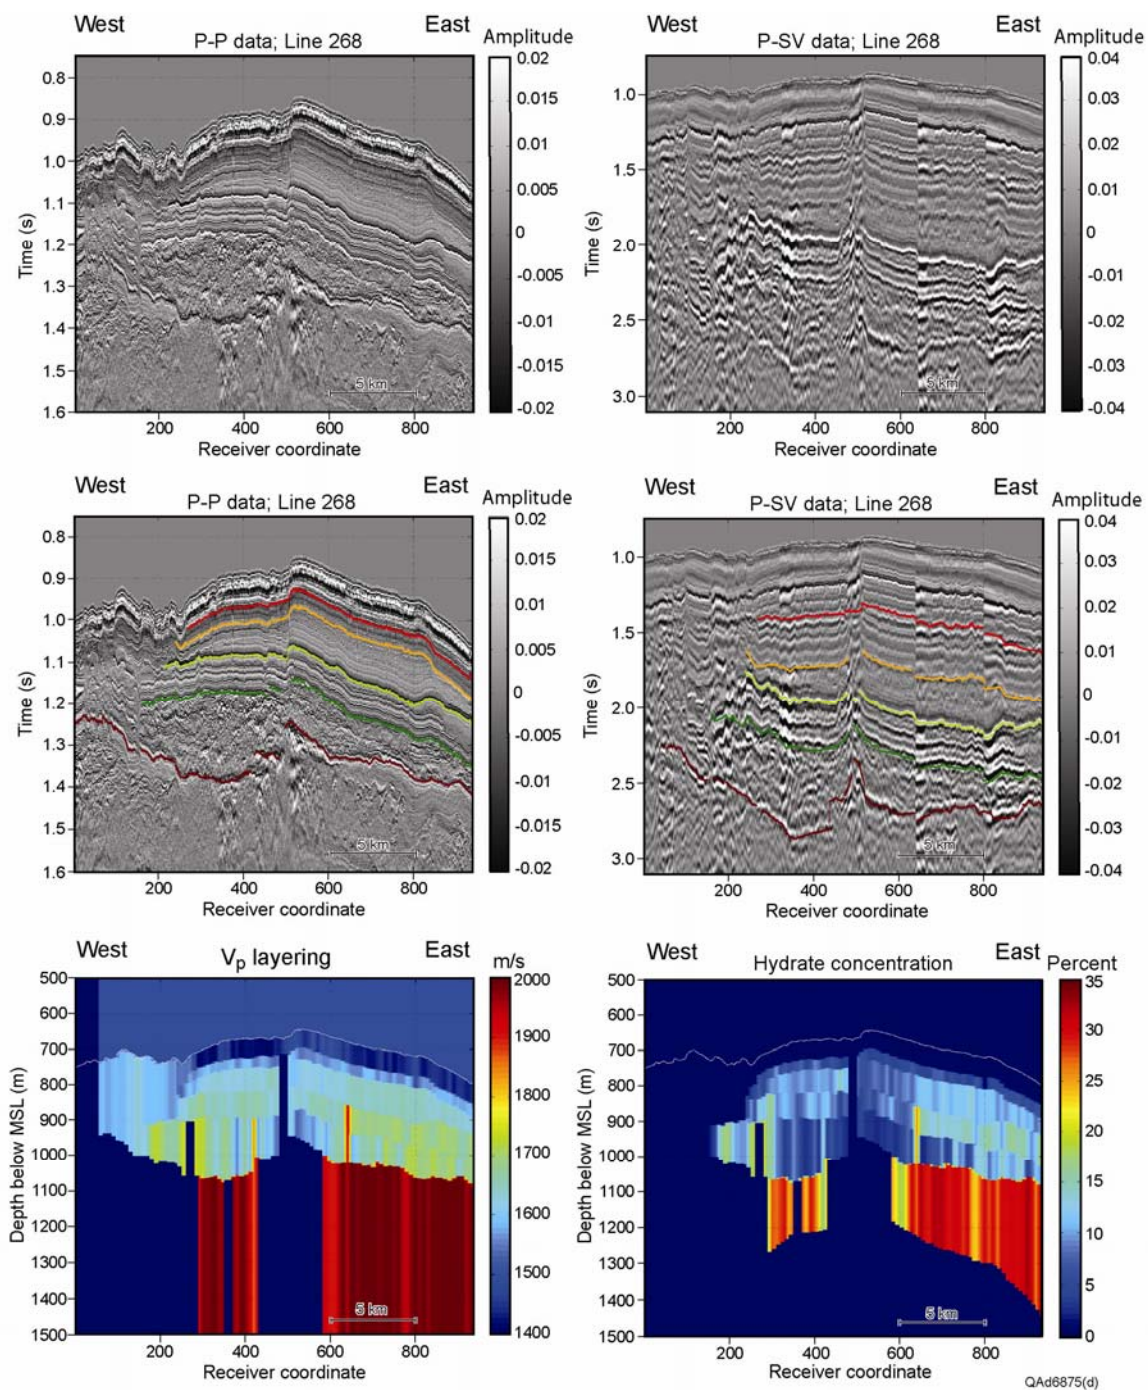 West East
P-P data; Line 268
Amplitude
0.8
0.9
1.0
1.1
1.2
1.3
1.4
1.5
1.6
Time (s)
0.02
0.015
0.01
0.005
0
-0.005
-0.01
-0.015
-0.02
5 km
200 400 600 800
Receiver coordinate
West East
P-SV data; Line 268
Amplitude
1.0
1.5
2.0
2.5
3.0
Time (s)
0.04
0.03
0.02
0.01
0
-0.01
-0.02
-0.03
-0.04
5 km
200 400 600 800
Receiver coordinate
West East
P-P data; Line 268
Amplitude
0.8
0.9
1.0
1.1
1.2
1.3
1.4
1.5
1.6
Time (s)
0.02
0.015
0.01
0.005
0
-0.005
-0.01
-0.015
-0.02
5 km
200 400 600 800
Receiver coordinate
West East
P-SV data; Line 268
Amplitude
1.0
1.5
2.0
2.5
3.0
Time (s)
0.04
0.03
0.02
0.01
0
-0.01
-0.02
-0.03
-0.04
5 km
200 400 600 800
Receiver coordinate
West East
Vp layering
m/s
500
600
700
800
900
1000
1100
1200
1300
1400
1500
Depth below MSL (m)
2000
1900
1800
1700
1600
1500
1400
5 km
200 400 600 800
Receiver coordinate
West East
Hydrate concentration
Percent
500
600
700
800
900
1000
1100
1200
1300
1400
1500
Depth below MSL (m)
35
30
25
20
15
10
5
0
5 km
200 400 600 800
Receiver coordinate
QAd6875(d)